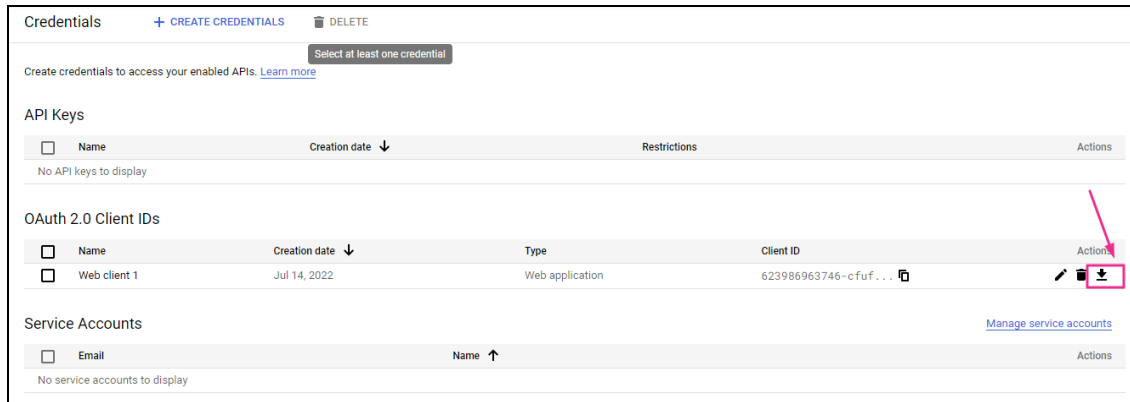 Credentials + CREATE CREDENTIALS DELETE
Select at least one credential
Create credentials to access your enabled APIs. Learn more
API Keys
Name Creation date Restrictions Actions
No API keys to display
OAuth 2.0 Client IDs
Name Creation date Type Client ID Actions
Web client 1 Jul 14, 2022 Web application 623986963746-cfuf...
Service Accounts Manage service accounts
Email Name Actions
No service accounts to display